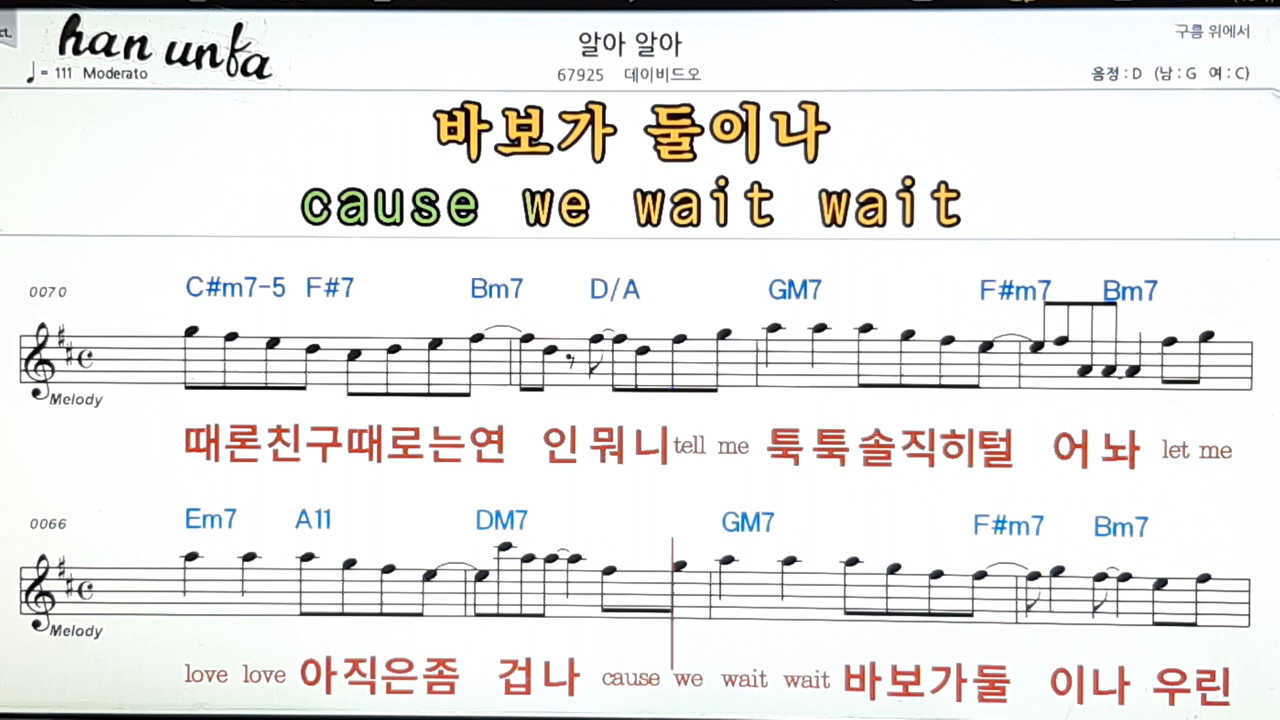 ct.
han unfa
♩= 111 Moderato
알아 알아
67925 데이비드오
구름 위에서
음정 : D (남 : G 여 : C)
바보가 둘이나
cause we wait wait
0070
C#m7-5 F#7 Bm7 D/A GM7 F#m7 Bm7
Melody
때론친구때로는연 인 뭐 니 tell me 툭툭솔직히털 어 놔 let me
0066
Em7 A11 DM7 GM7 F#m7 Bm7
Melody
love love 아직은좀 겁나 cause we wait wait 바보가둘 이나 우린